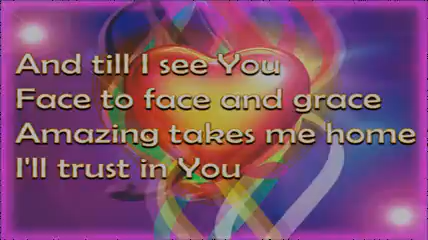 And till I see You
Face to face and grace
Amazing takes me home
I'll trust in You